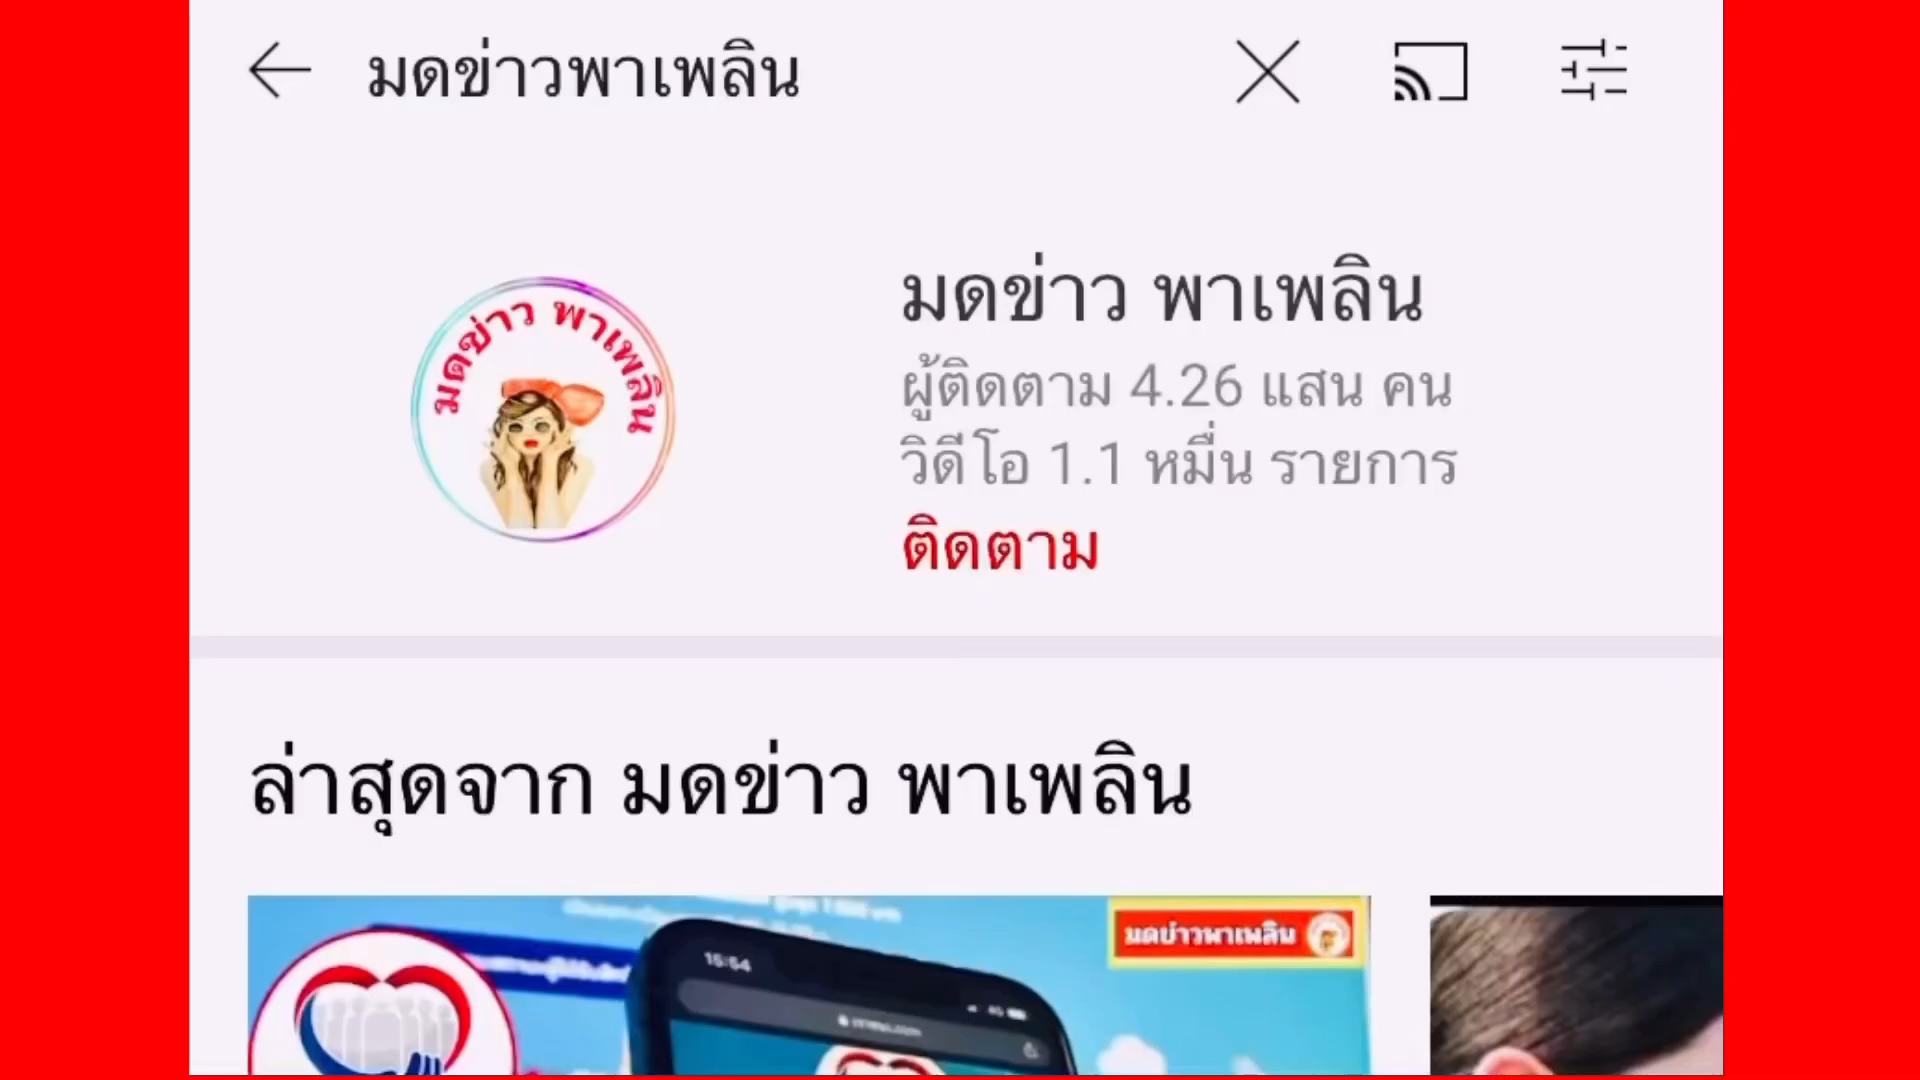 มดข่าวพาเพลิน
มดข่าว พาเพลิน
มดข่าว พาเพลิน
ผู้ติดตาม 4.26 แสน คน
วิดีโอ 1.1 หมื่น รายการ
ติดตาม
ล่าสุดจาก มดข่าว พาเพลิน
มดข่าวพาเพลิน
15:54
4G